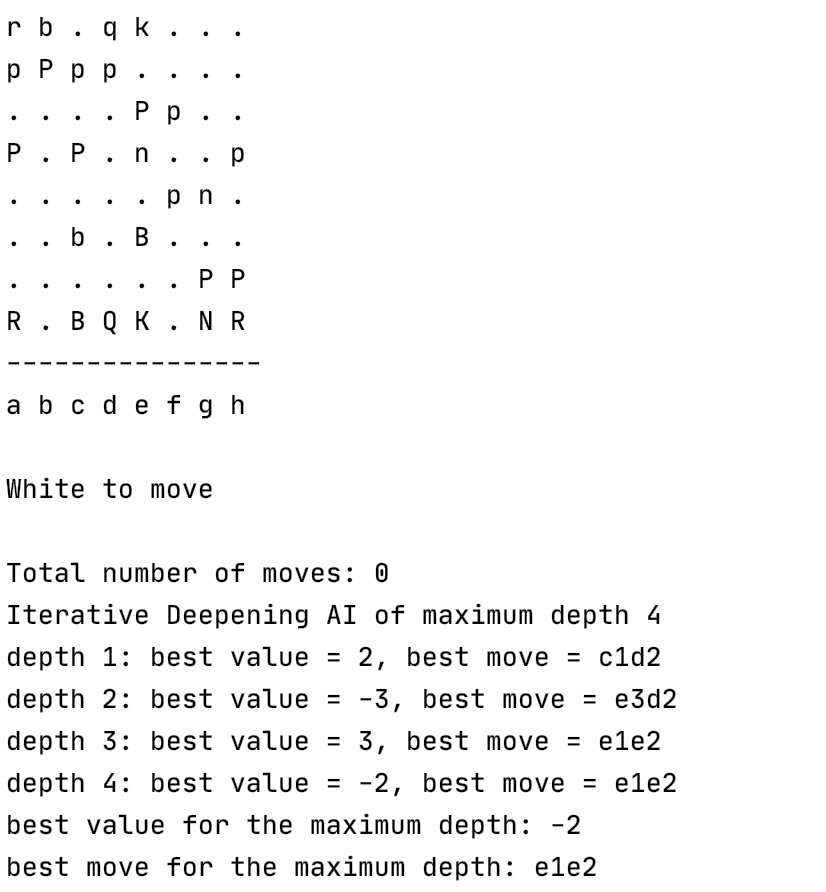 r b . q k . . .
p P p p . . . .
. . . . P p . .
P . P . n . . p
. . . . . p n .
. . b . B . . .
. . . . . . P P
R . B Q K . N R
----------------
a b c d e f g h
White to move
Total number of moves: 0
Iterative Deepening AI of maximum depth 4
depth 1: best value = 2, best move = c1d2
depth 2: best value = -3, best move = e3d2
depth 3: best value = 3, best move = e1e2
depth 4: best value = -2, best move = e1e2
best value for the maximum depth: -2
best move for the maximum depth: e1e2